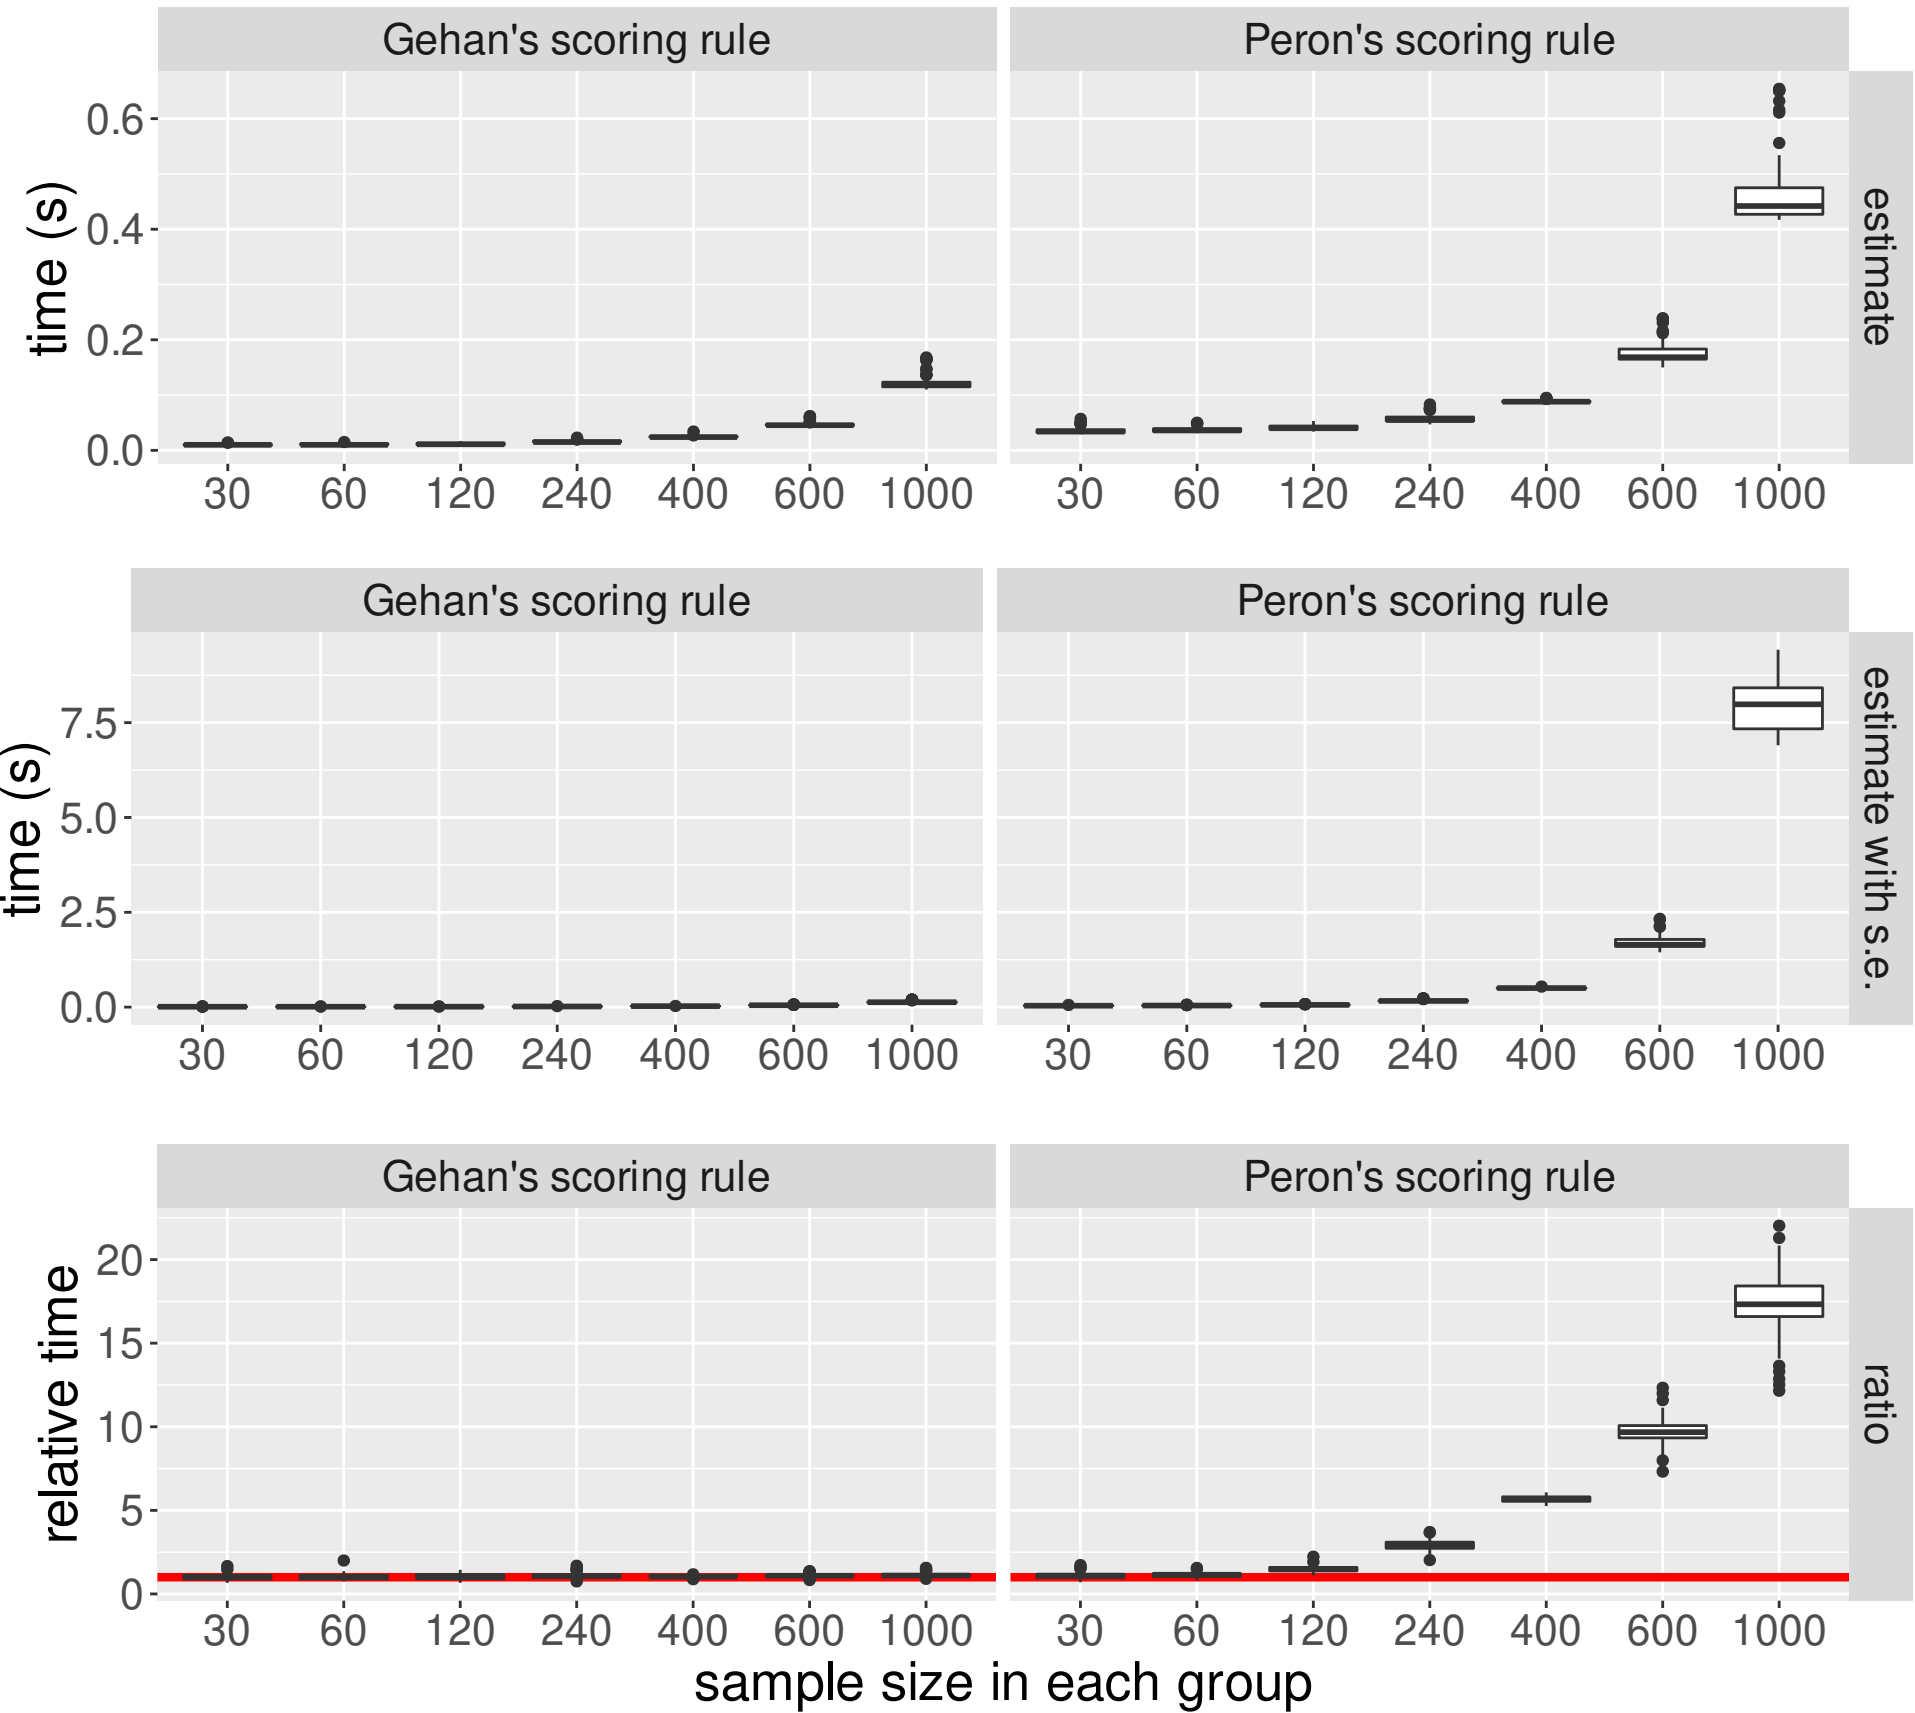 Gehan's scoring rule Peron's scoring rule
time (s)
0.6
0.4
0.2
0.0
estimate
30 60 120 240 400 600 1000 30 60 120 240 400 600 1000
Gehan's scoring rule Peron's scoring rule
time (s)
7.5
5.0
2.5
0.0
estimate with s.e.
30 60 120 240 400 600 1000 30 60 120 240 400 600 1000
Gehan's scoring rule Peron's scoring rule
relative time
20
15
10
5
0
ratio
30 60 120 240 400 600 1000 30 60 120 240 400 600 1000
sample size in each group